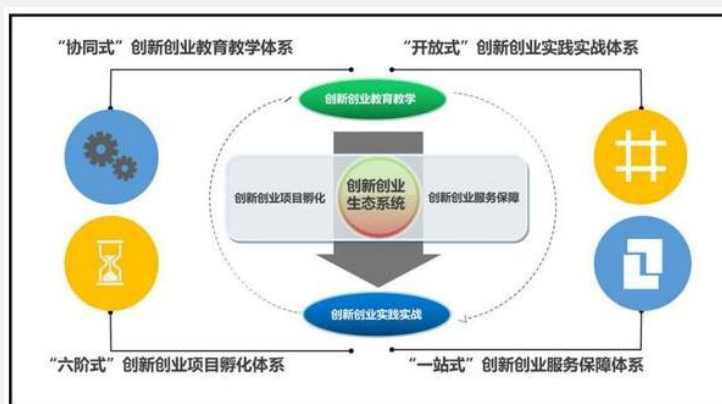 “协同式”创新创业教育教学体系
“开放式”创新创业实践实战体系
创新创业教育教学
创新创业项目孵化
创新创业
生态系统
创新创业服务保障
创新创业实践实战
“六阶式”创新创业项目孵化体系
“一站式”创新创业服务保障体系